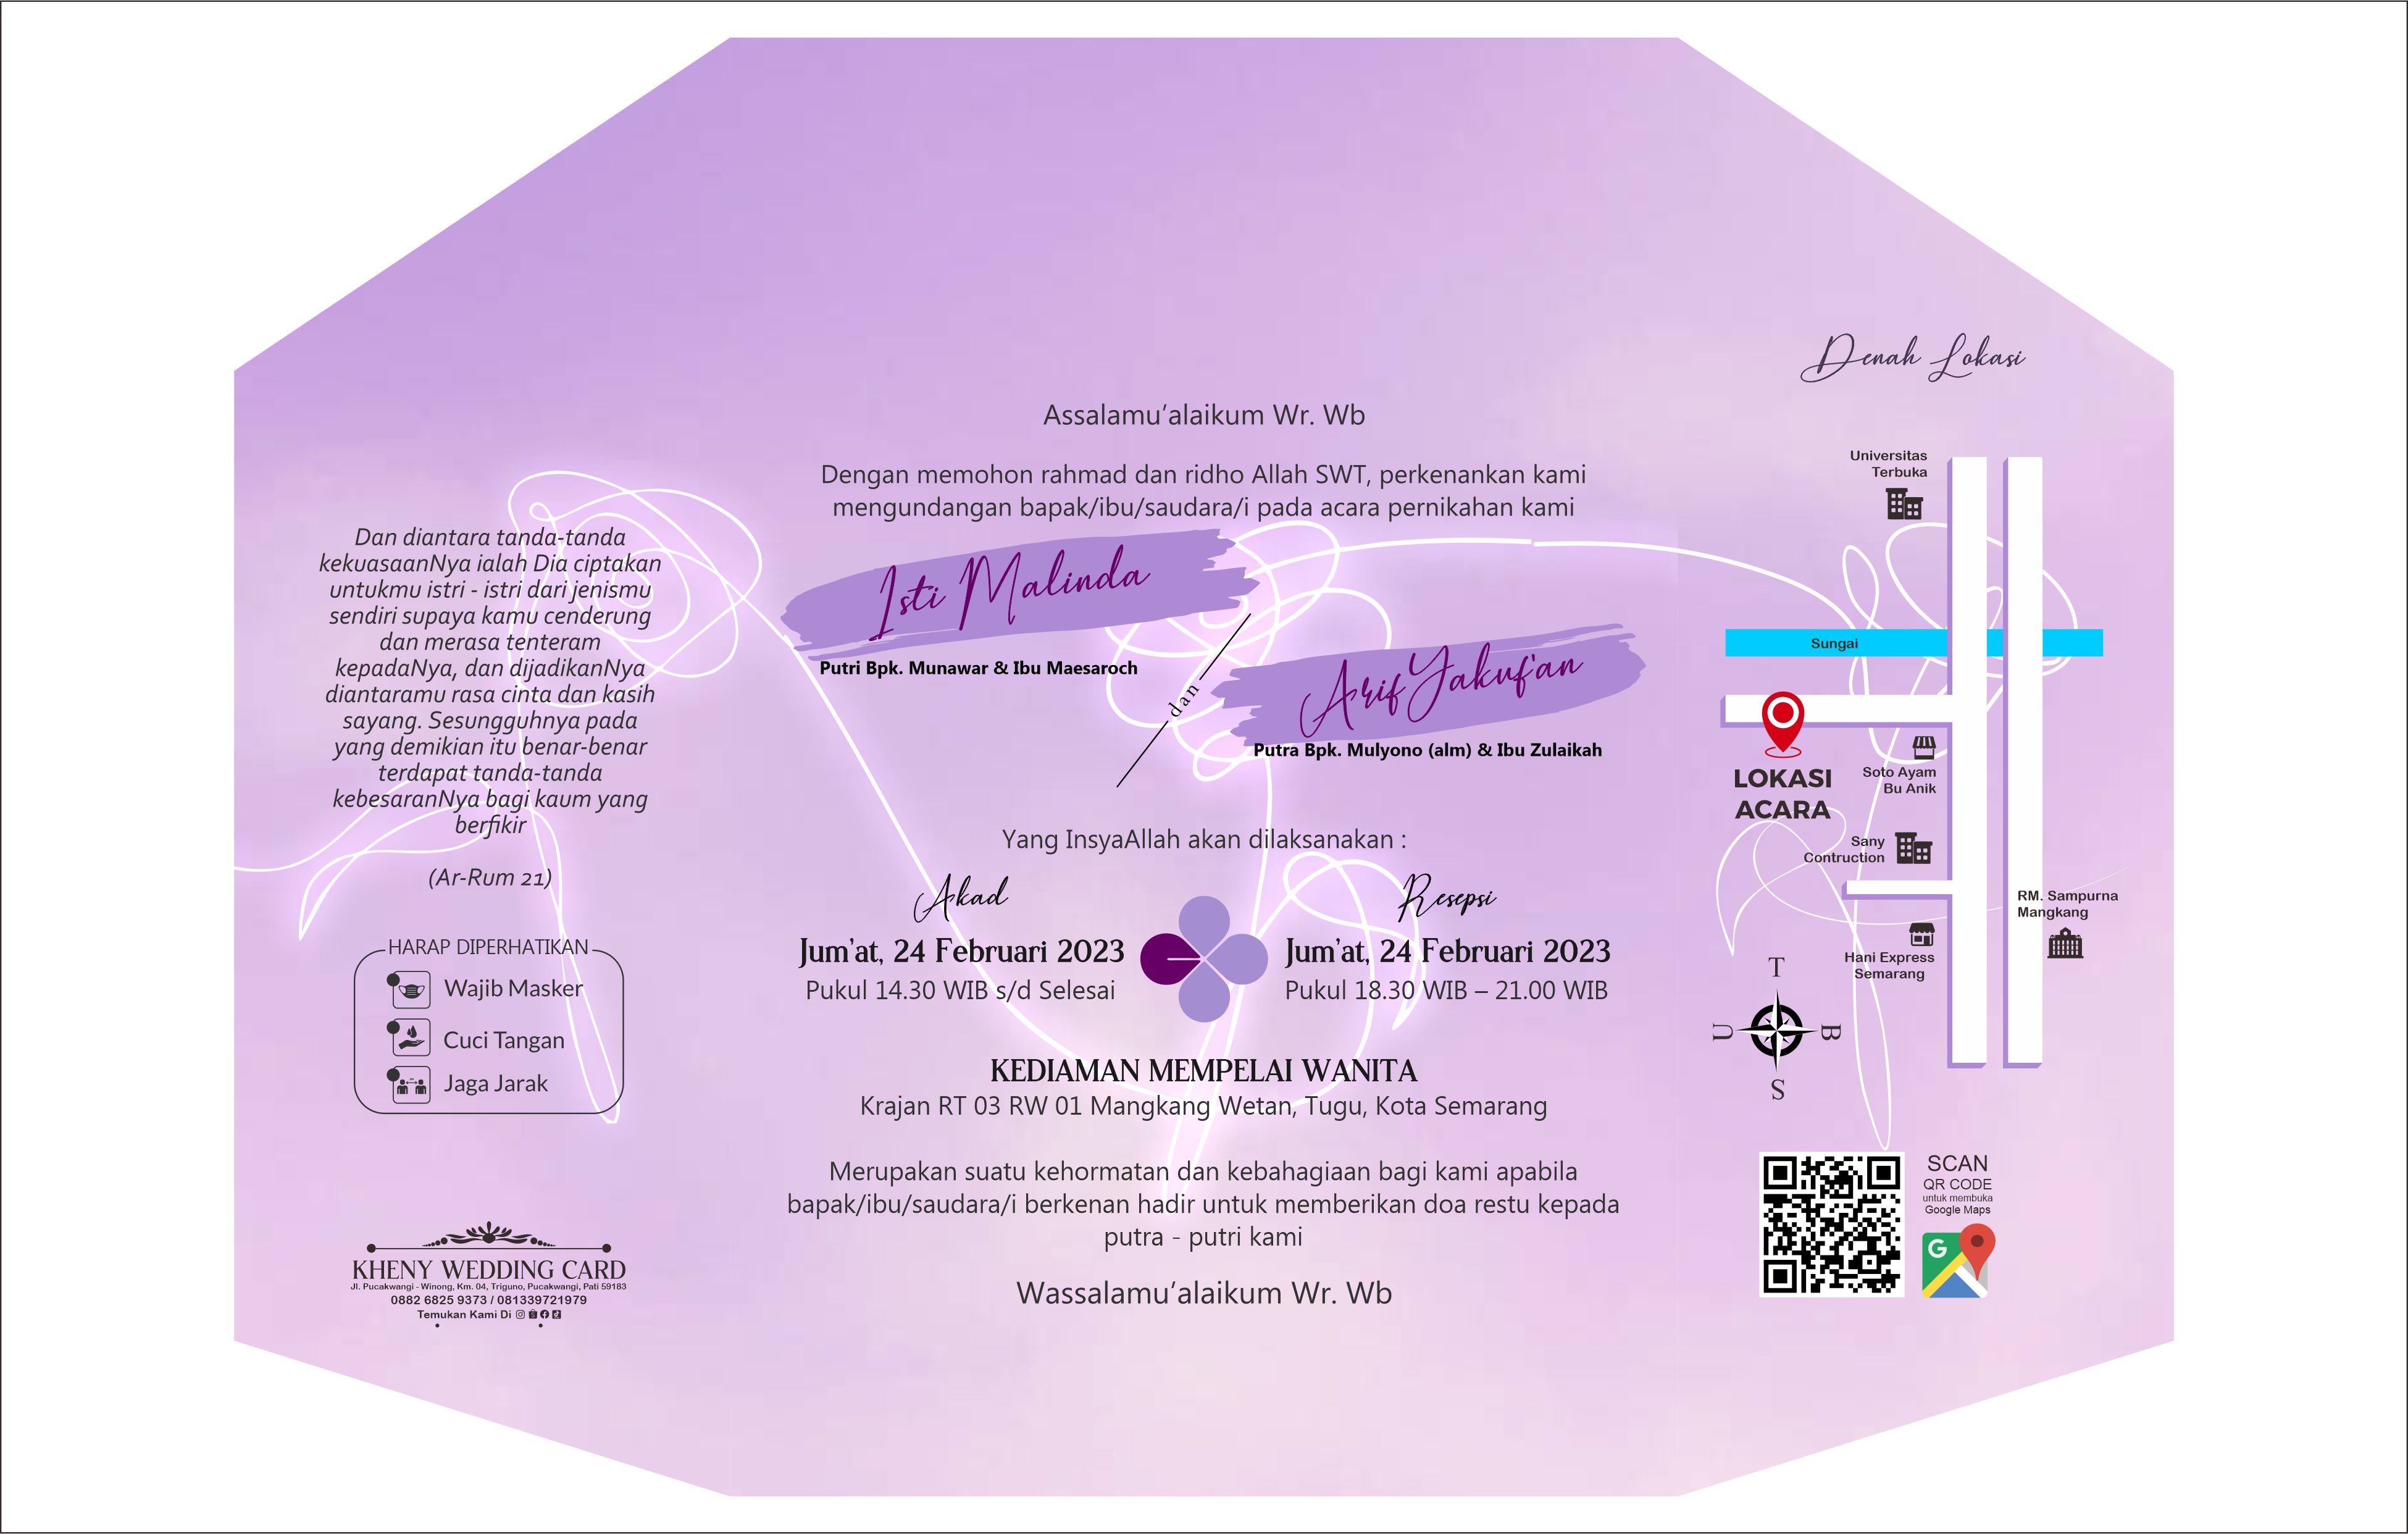 Dan diantara tanda-tanda
kekuasaanNya ialah Dia ciptakan
untukmu istri - istri dari jenismu
sendiri supaya kamu cenderung
dan merasa tenteram
kepadaNya, dan dijadikanNya
diantaramu rasa cinta dan kasih
sayang. Sesungguhnya pada
yang demikian itu benar-benar
terdapat tanda-tanda
kebesaranNya bagi kaum yang
berfikir
(Ar-Rum 21)
HARAP DIPERHATIKAN
Wajib Masker
Cuci Tangan
Jaga Jarak
KHENY WEDDING CARD
Jl. Pucakwangi - Winong, Km. 04, Triguno, Pucakwangi, Pati 59183
0882 6825 9373 / 081339721979
Temukan Kami Di
Assalamu'alaikum Wr. Wb
Dengan memohon rahmad dan ridho Allah SWT, perkenankan kami
mengundangan bapak/ibu/saudara/i pada acara pernikahan kami
Isti Malinda
Putri Bpk. Munawar & Ibu Maesaroch
dan
Arif Yakuf'an
Putra Bpk. Mulyono (alm) & Ibu Zulaikah
Yang InsyaAllah akan dilaksanakan :
Akad
Jum'at, 24 Februari 2023
Pukul 14.30 WIB s/d Selesai
Resepsi
Jum'at, 24 Februari 2023
Pukul 18.30 WIB – 21.00 WIB
KEDIAMAN MEMPELAI WANITA
Krajan RT 03 RW 01 Mangkang Wetan, Tugu, Kota Semarang
Merupakan suatu kehormatan dan kebahagiaan bagi kami apabila
bapak/ibu/saudara/i berkenan hadir untuk memberikan doa restu kepada
putra - putri kami
Wassalamu'alaikum Wr. Wb
Denah Lokasi
Universitas
Terbuka
Sungai
LOKASI
ACARA
Soto Ayam
Bu Anik
Sany
Contruction
RM. Sampurna
Mangkang
Hani Express
Semarang
T
U
B
S
SCAN
QR CODE
untuk membuka
Google Maps
G